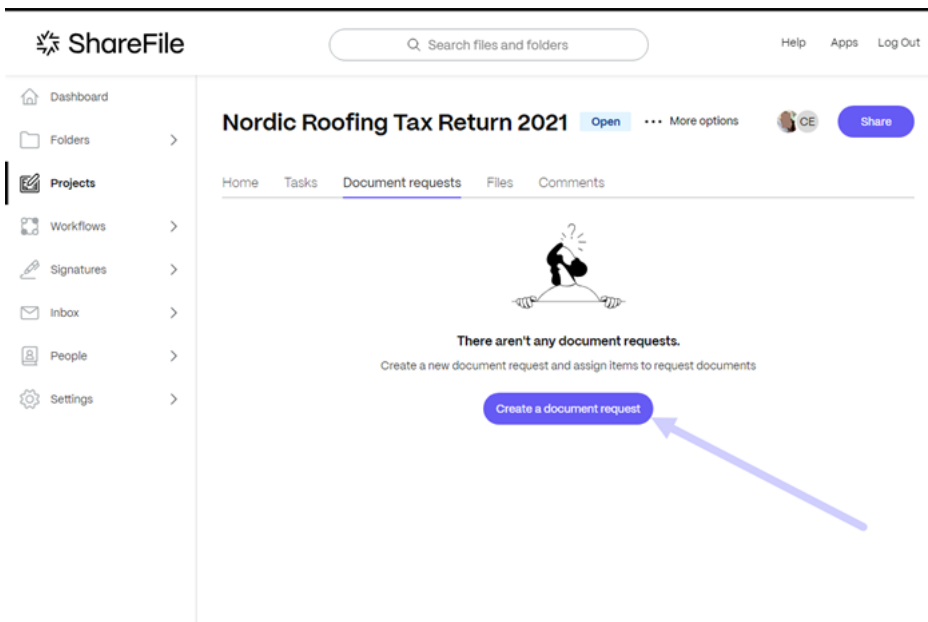 ShareFile
Search files and folders
Help Apps Log Out
Dashboard
Folders
Projects
Workflows
Signatures
Inbox
People
Settings
Nordic Roofing Tax Return 2021 Open ••• More options CE Share
Home Tasks Document requests Files Comments
?
There aren't any document requests.
Create a new document request and assign items to request documents
Create a document request